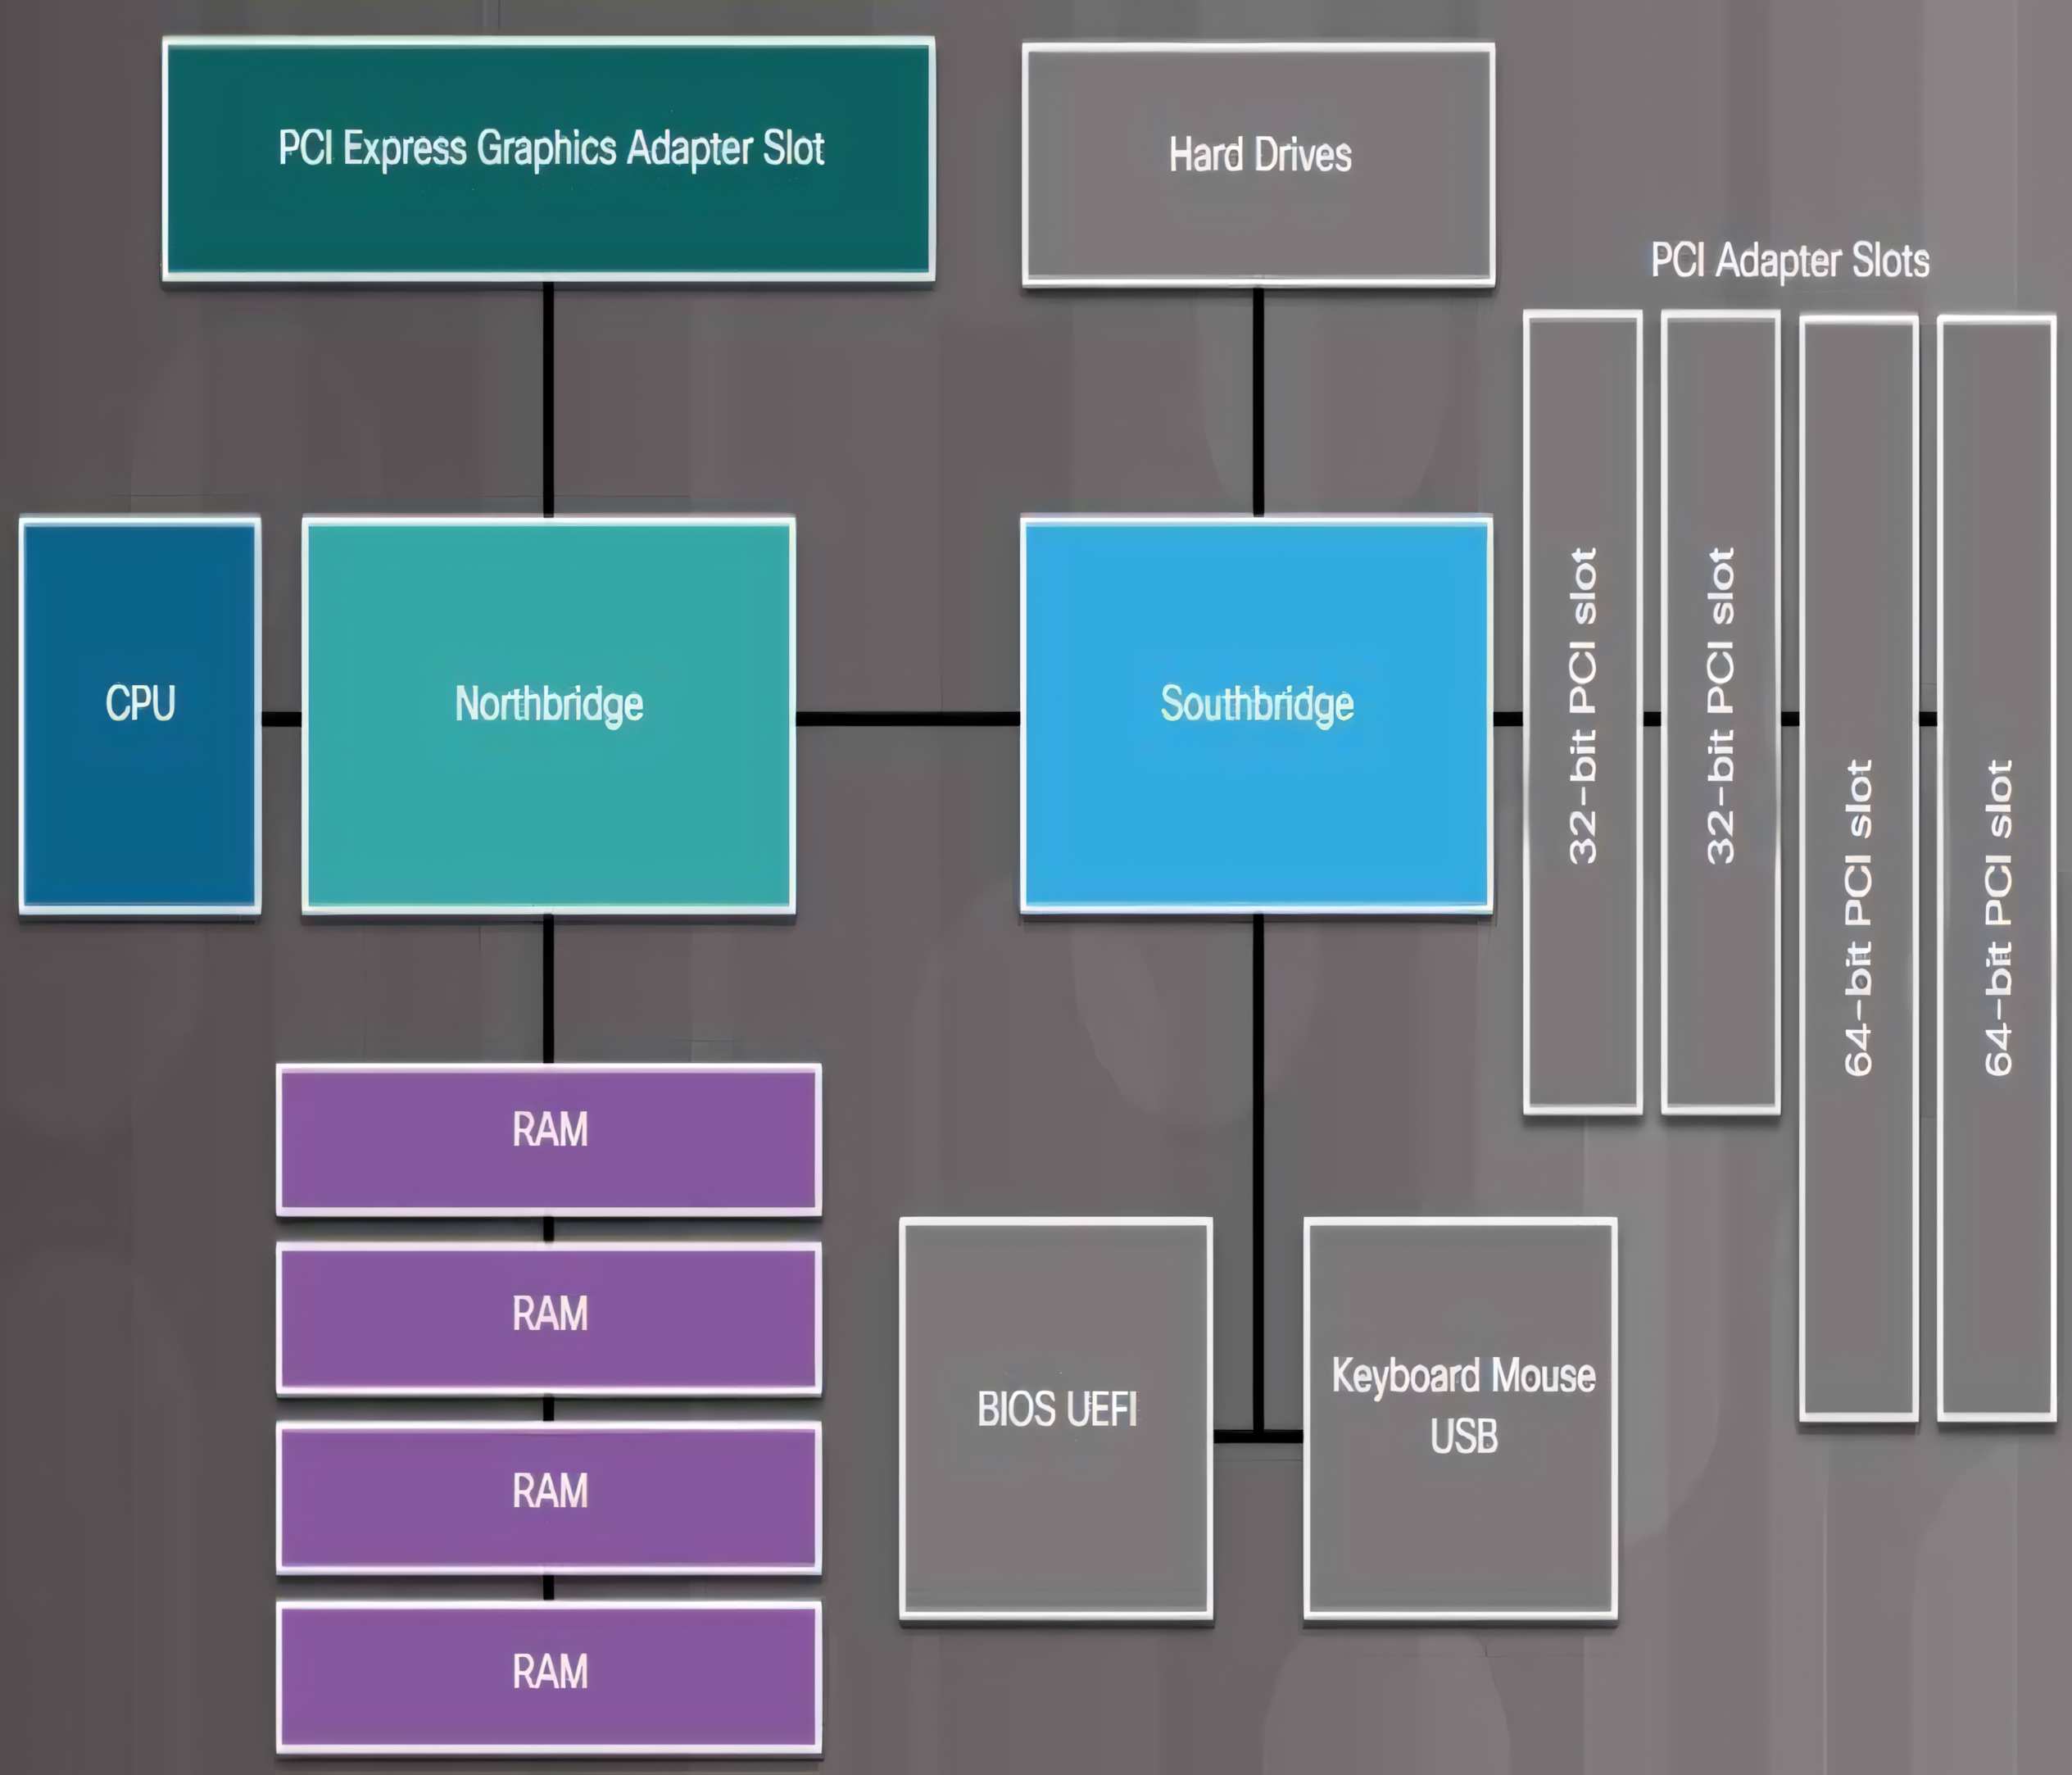 PCI Express Graphics Adapter Slot
Hard Drives
PCI Adapter Slots
CPU
Northbridge
Southbridge
32-bit PCI slot
32-bit PCI slot
64-bit PCI slot
64-bit PCI slot
RAM
RAM
RAM
RAM
BIOS UEFI
Keyboard Mouse
USB